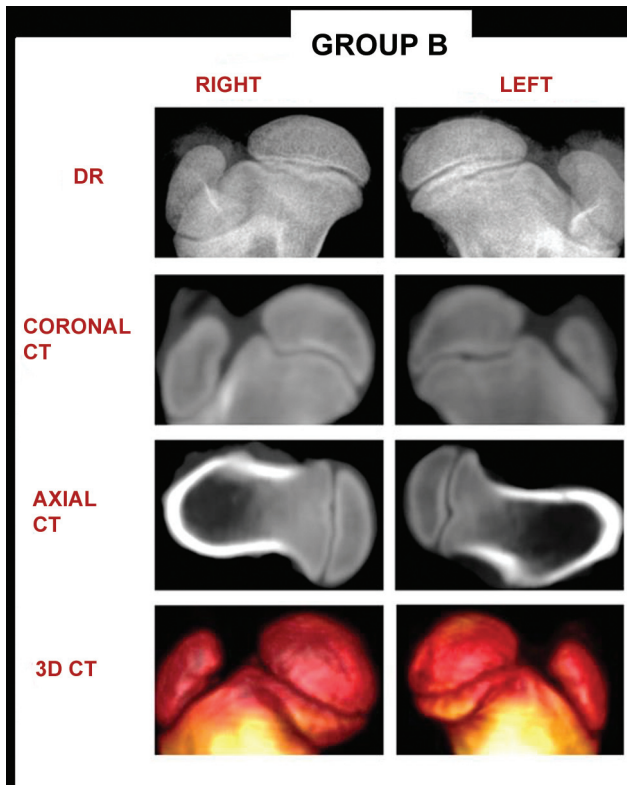 GROUP B
RIGHT LEFT
DR
CORONAL
CT
AXIAL
CT
3D CT